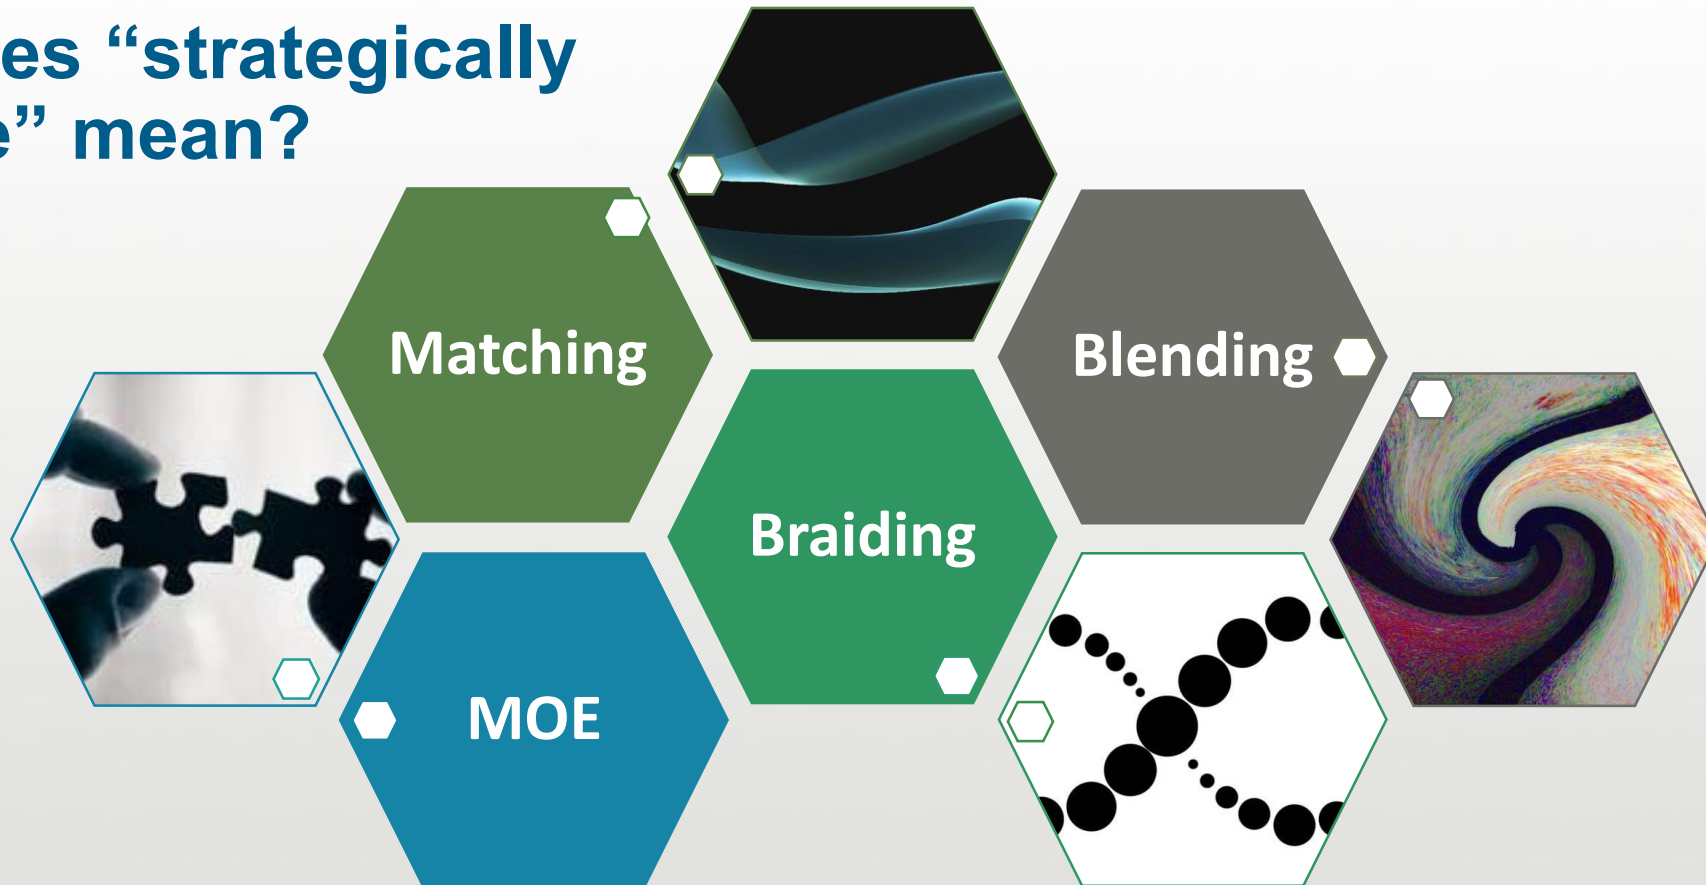 es “strategically
e” mean?
Matching
Blending
Braiding
MOE